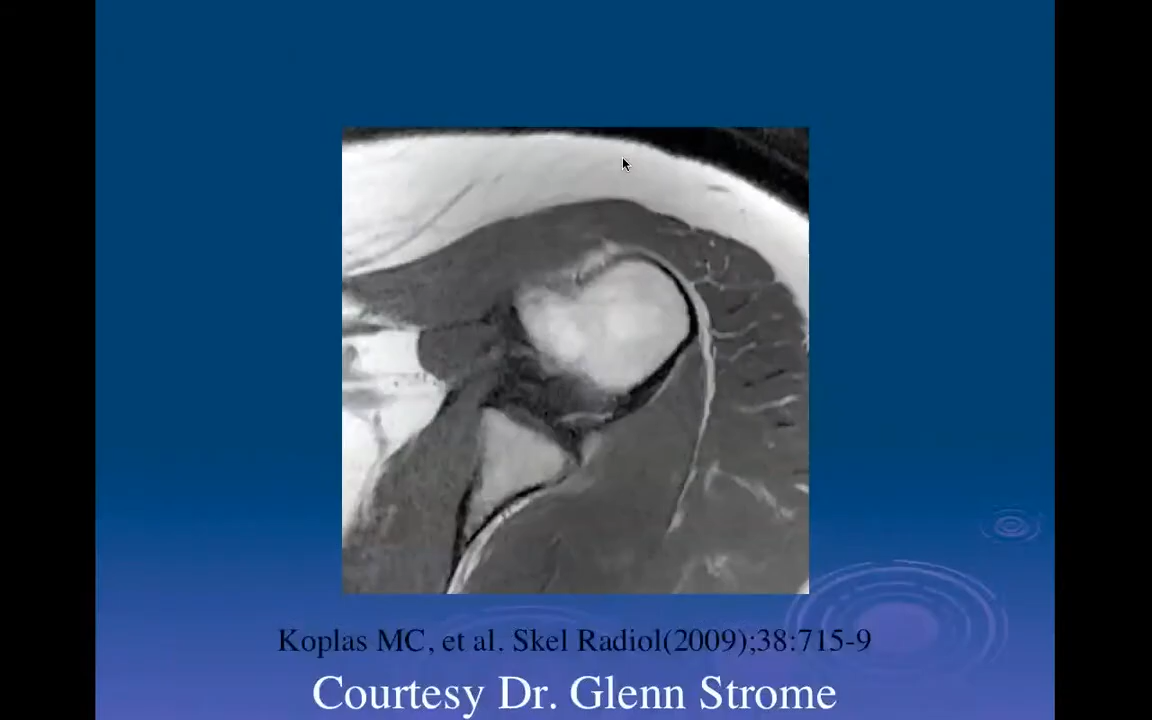 Koplas MC, et al. Skel Radiol(2009);38:715-9
Courtesy Dr. Glenn Strome